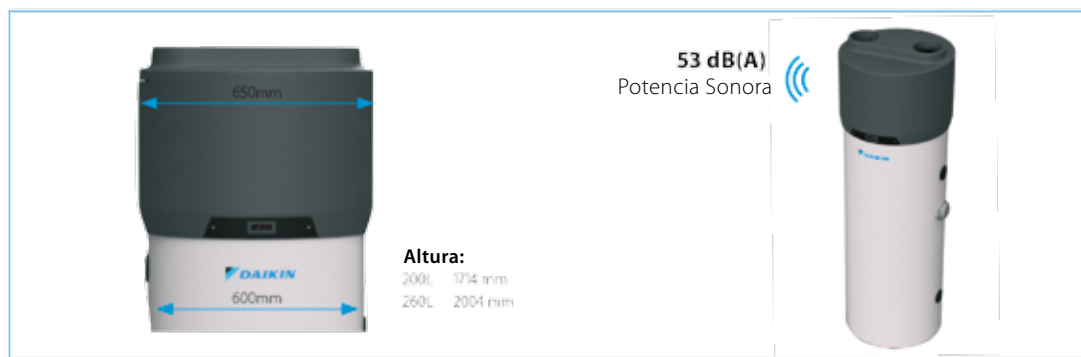 650mm
DAIKIN
600mm
Altura:
200L 1714 mm
260L 2004 mm
53 dB(A)
Potencia Sonora
DAIKIN